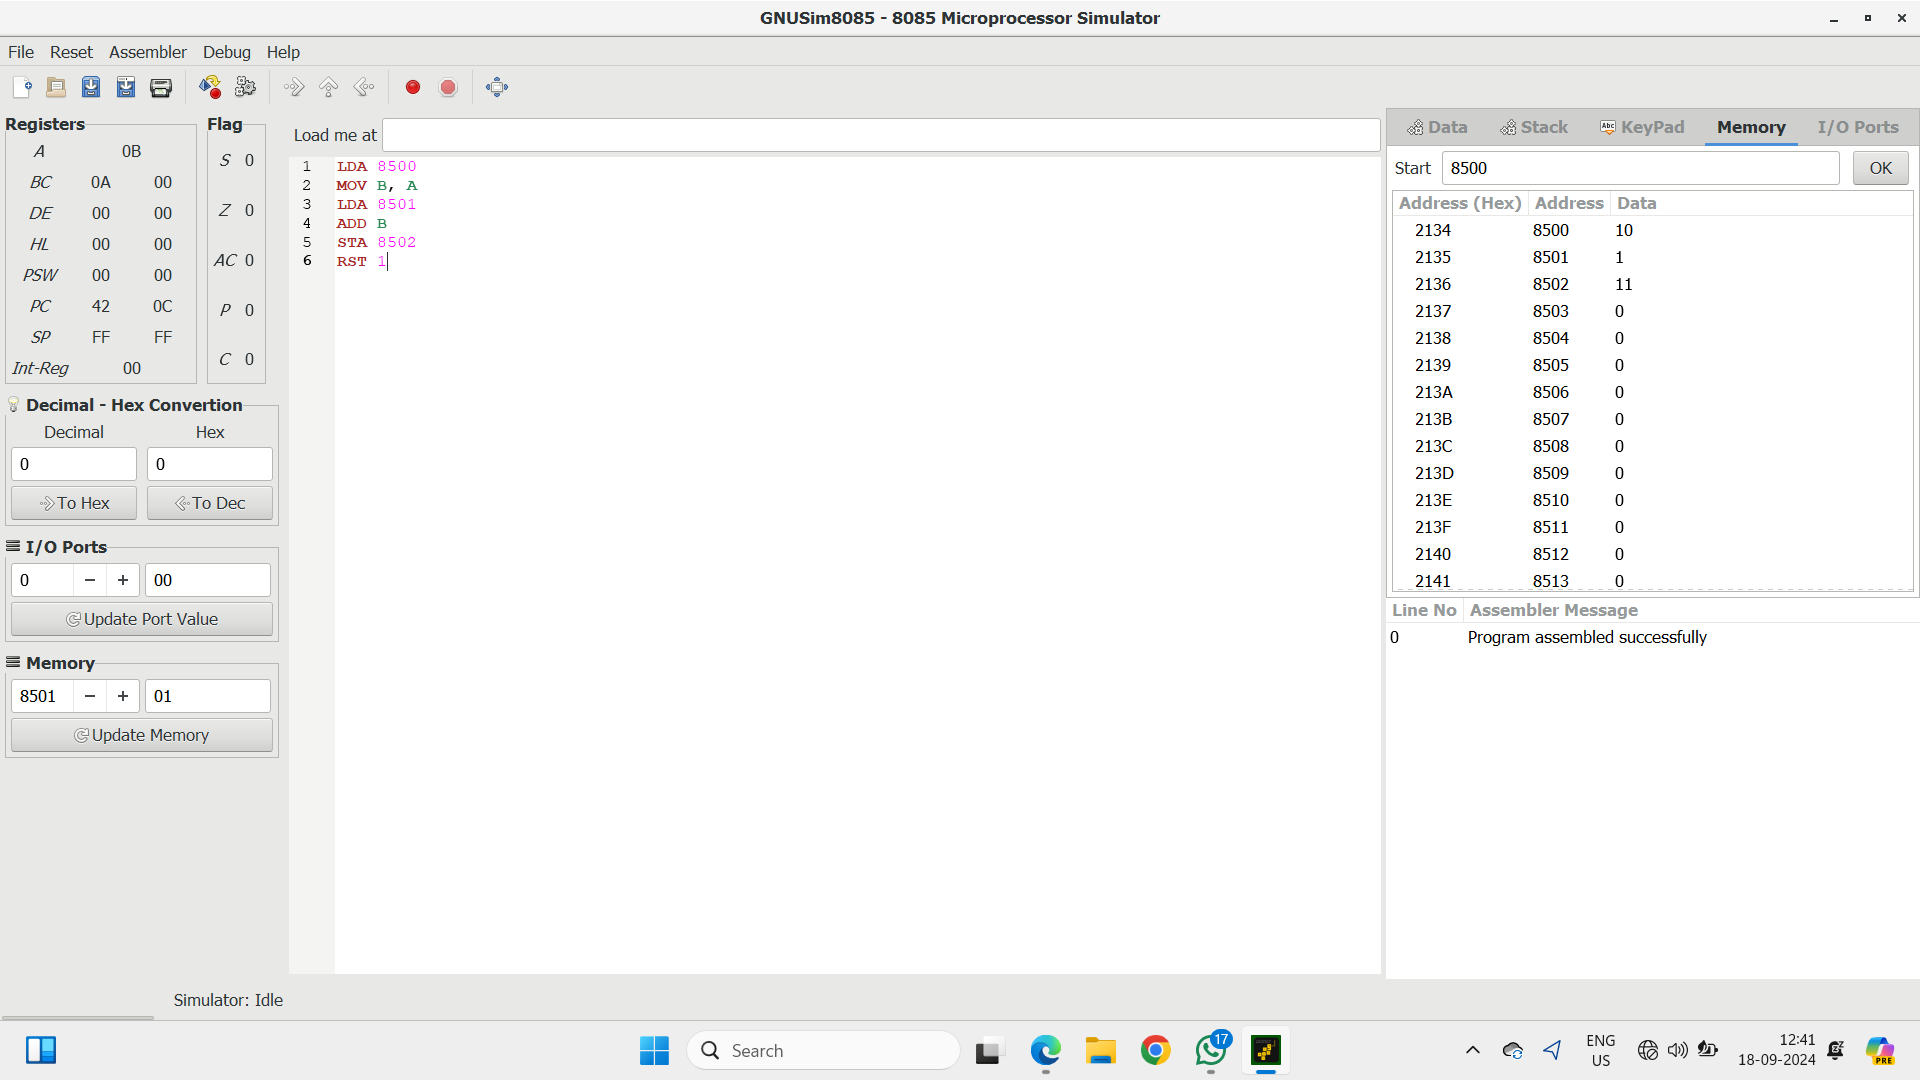 GNUSim8085 - 8085 Microprocessor Simulator
File Reset Assembler Debug Help
Registers
A 0B
BC 0A 00
DE 00 00
HL 00 00
PSW 00 00
PC 42 0C
SP FF FF
Int-Reg 00
Flag
S 0
Z 0
AC 0
P 0
C 0
Decimal - Hex Convertion
Decimal Hex
0 0
To Hex To Dec
I/O Ports
0 − + 00
Update Port Value
Memory
8501 − + 01
Update Memory
Load me at
1 LDA 8500
2 MOV B, A
3 LDA 8501
4 ADD B
5 STA 8502
6 RST 1
Data Stack Abc KeyPad Memory I/O Ports
Start 8500 OK
Address (Hex) Address Data
2134 8500 10
2135 8501 1
2136 8502 11
2137 8503 0
2138 8504 0
2139 8505 0
213A 8506 0
213B 8507 0
213C 8508 0
213D 8509 0
213E 8510 0
213F 8511 0
2140 8512 0
2141 8513 0
Line No Assembler Message
0 Program assembled successfully
Simulator: Idle
Search
17
ENG
US
12:41
18-09-2024
PRE